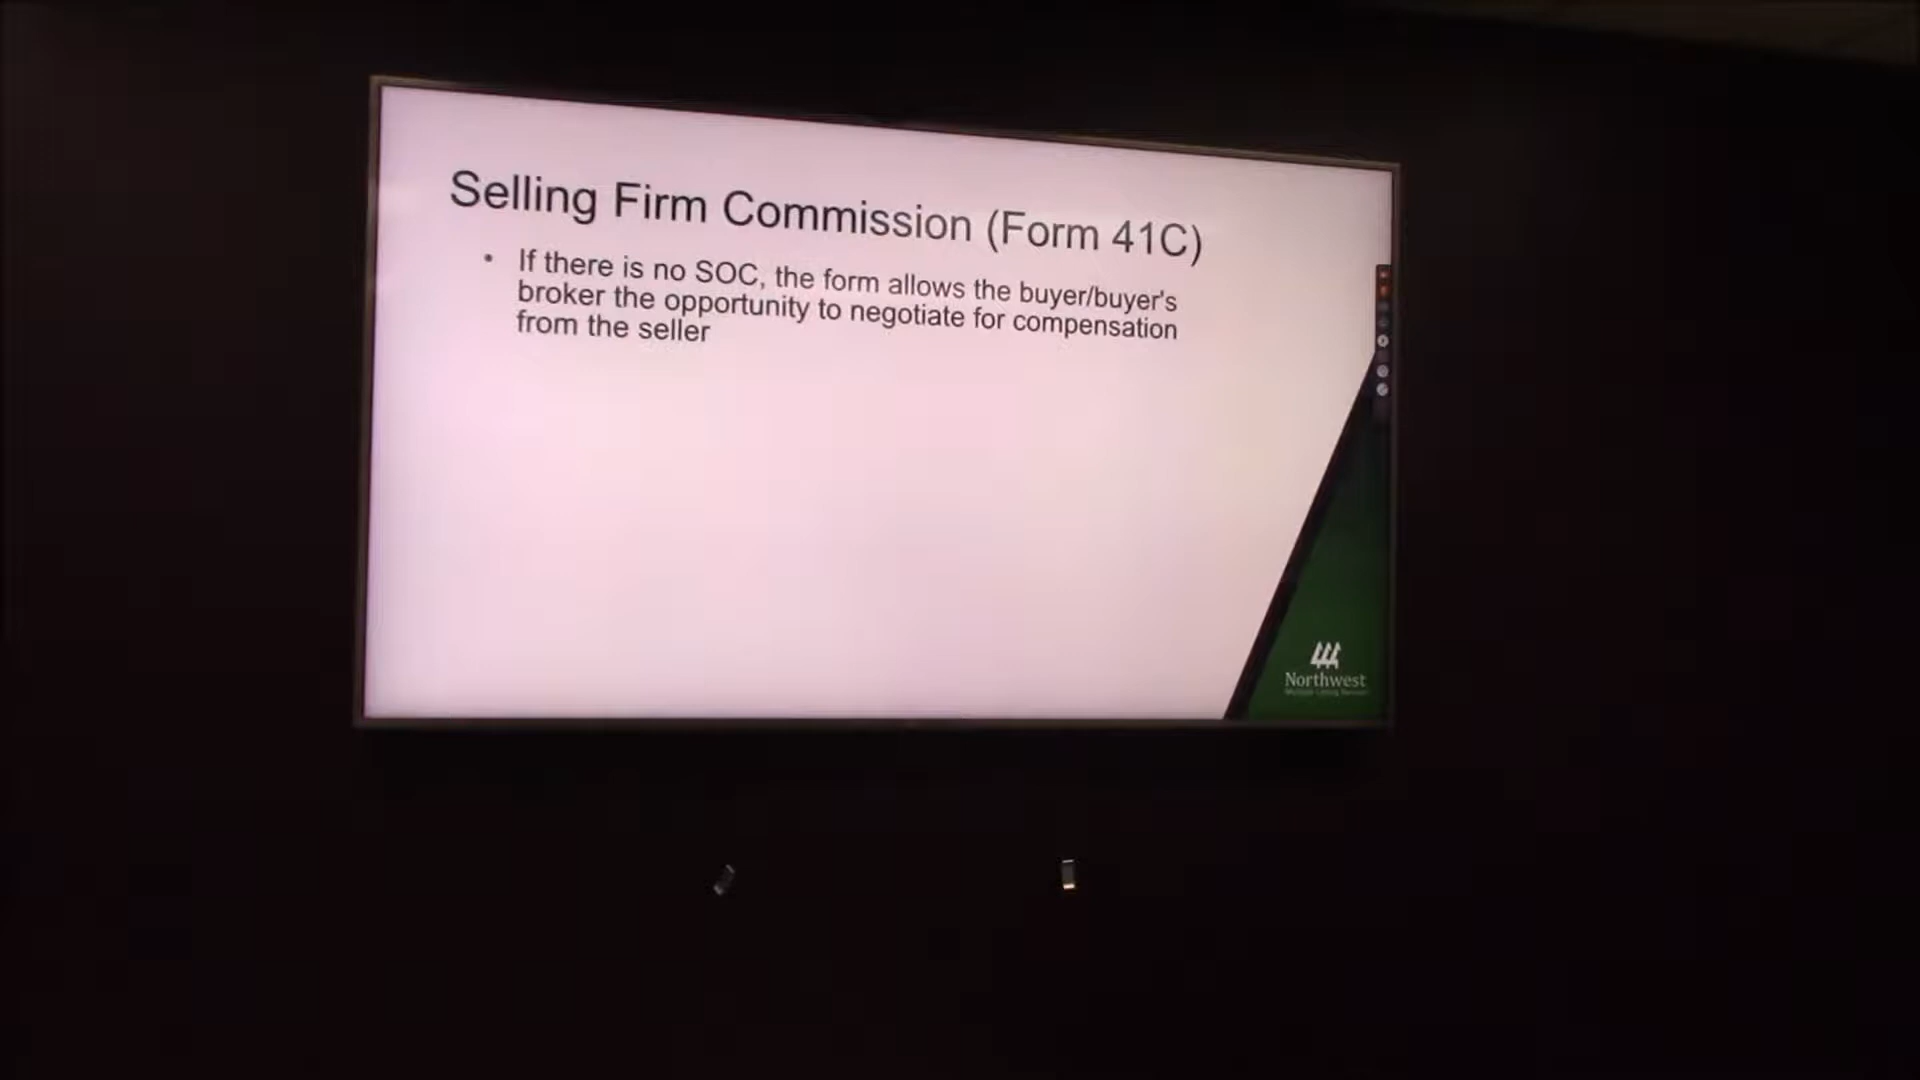 Selling Firm Commission (Form 41C)
• If there is no SOC, the form allows the buyer/buyer's
broker the opportunity to negotiate for compensation
from the seller
Northwest